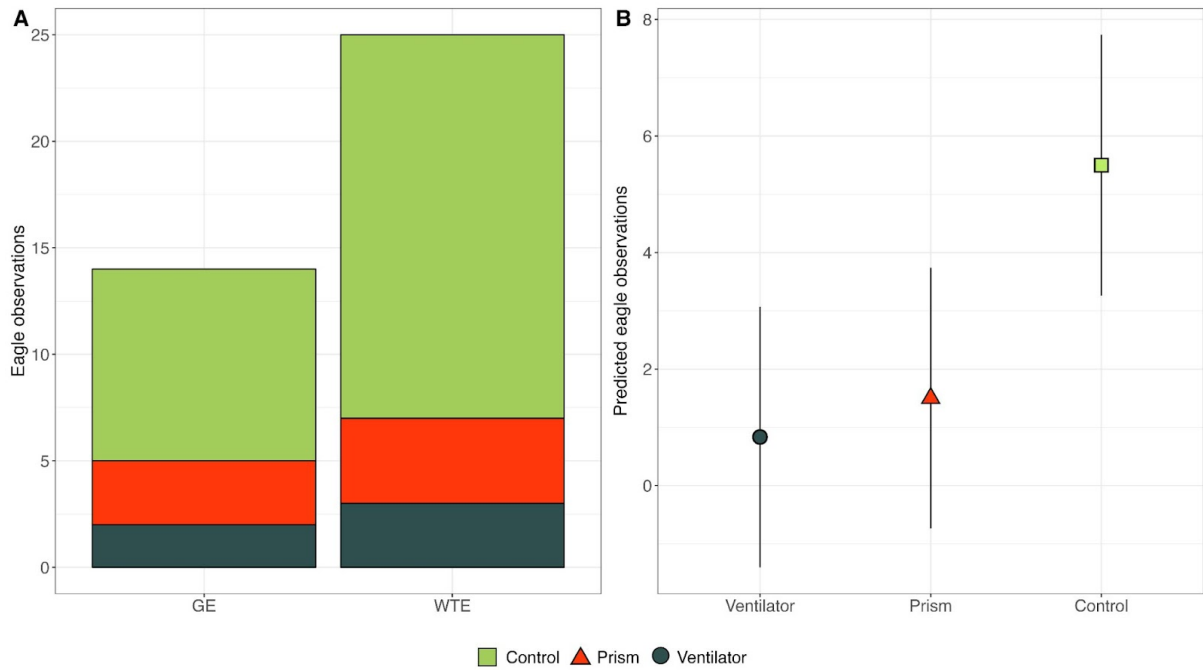 A
Eagle observations
25
20
15
10
5
0
GE
WTE
B
Predicted eagle observations
8
6
4
2
0
Ventilator
Prism
Control
Control Prism Ventilator